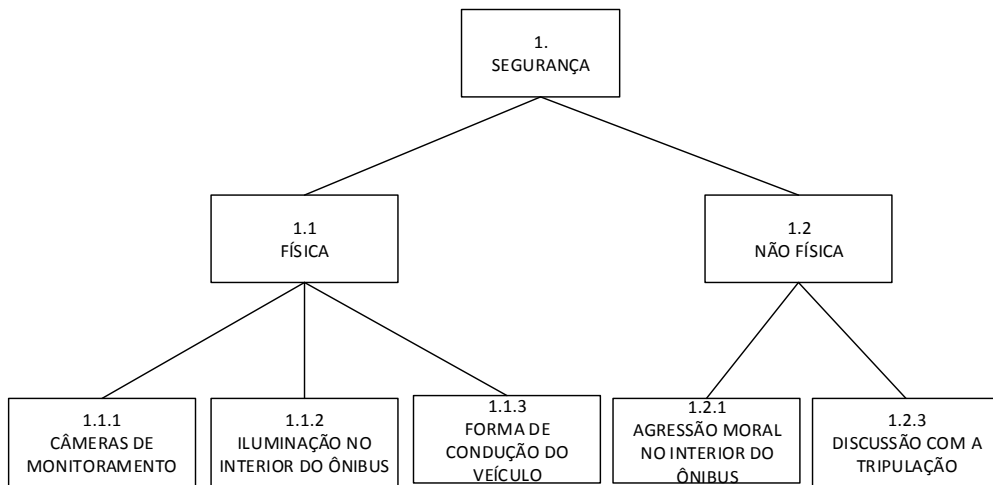 1.
SEGURANÇA
1.1
FÍSICA
1.2
NÃO FÍSICA
1.1.1
CÂMERAS DE
MONITORAMENTO
1.1.2
ILUMINAÇÃO NO
INTERIOR DO ÔNIBUS
1.1.3
FORMA DE
CONDUÇÃO DO
VEÍCULO
1.2.1
AGRESSÃO MORAL
NO INTERIOR DO
ÔNIBUS
1.2.3
DISCUSSÃO COM A
TRIPULAÇÃO